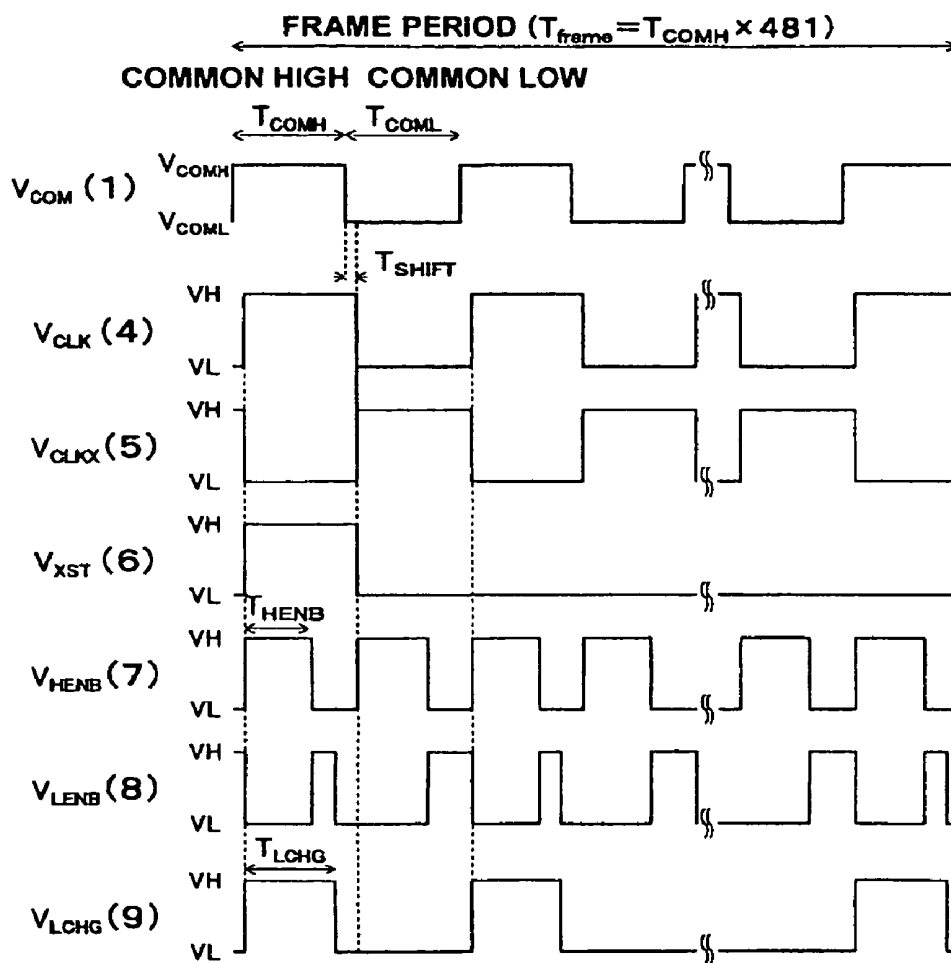 FRAME PERIOD (Tframe=TCOMH×481)
COMMON HIGH COMMON LOW
TCOMH TCOML
VCOM (1)
VCOMH
VCOML
TSHIFT
VCLK (4)
VH
VL
VCLKX (5)
VH
VL
VXST (6)
VH
VL
THENB
VHENB (7)
VH
VL
VLENB (8)
VH
VL
TLCHG
VLCHG (9)
VH
VL